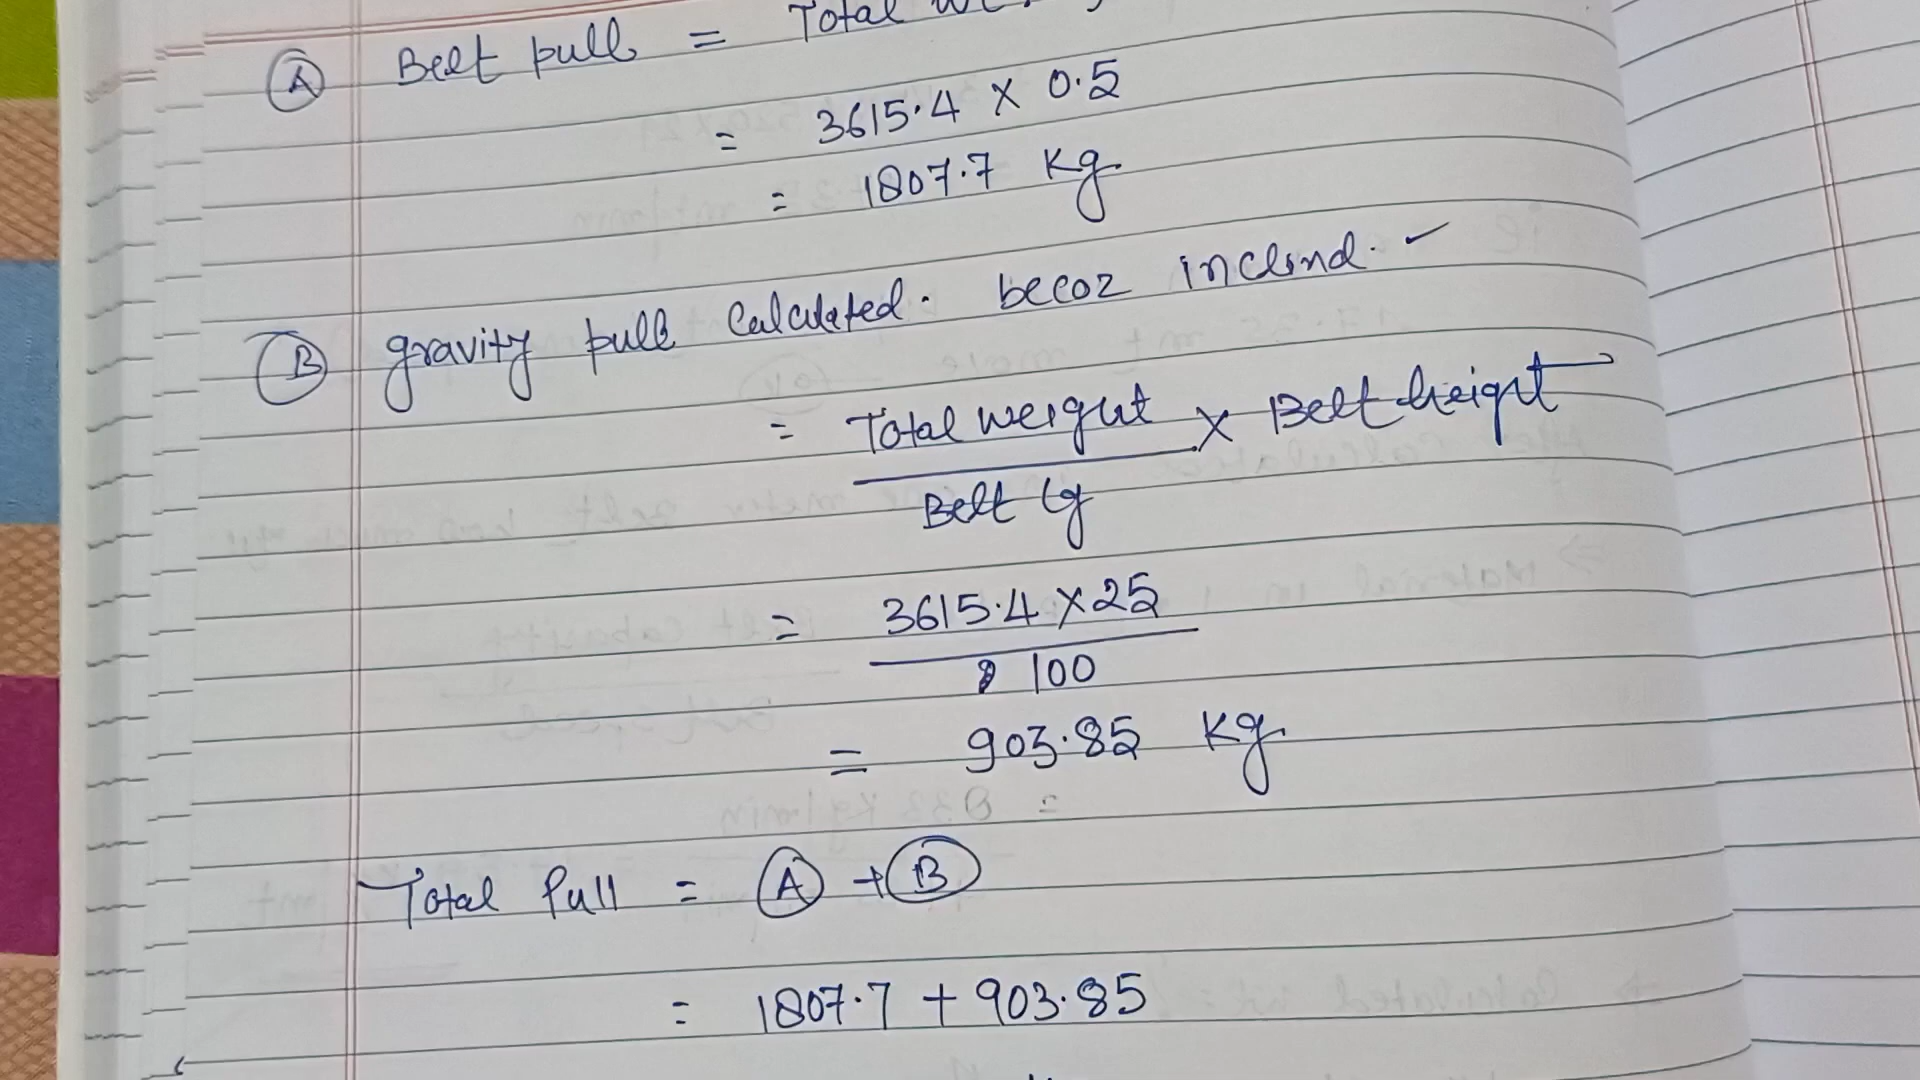 (A) Belt pull = Total
= 3615.4 X 0.5
= 1807.7 Kg
(B) gravity pull Calculated. becoz inclind. ✓
= Total weight X Belt height
Belt lg
= 3615.4 X 25
100
= 903.85 Kg.
Total Pull = (A) + (B)
= 1807.7 + 903.85